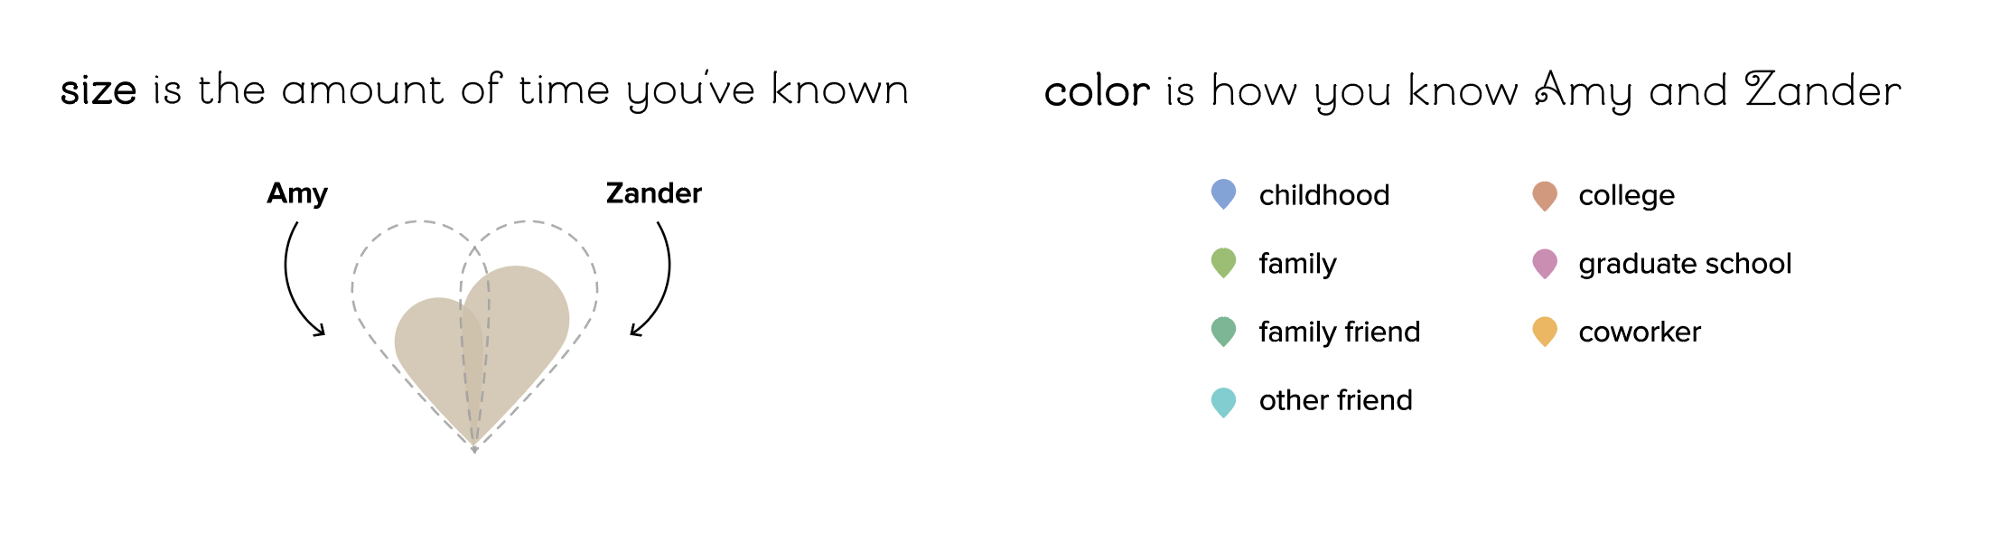 size is the amount of time you've known
Amy
Zander
color is how you know Amy and Zander
childhood
family
family friend
other friend
college
graduate school
coworker